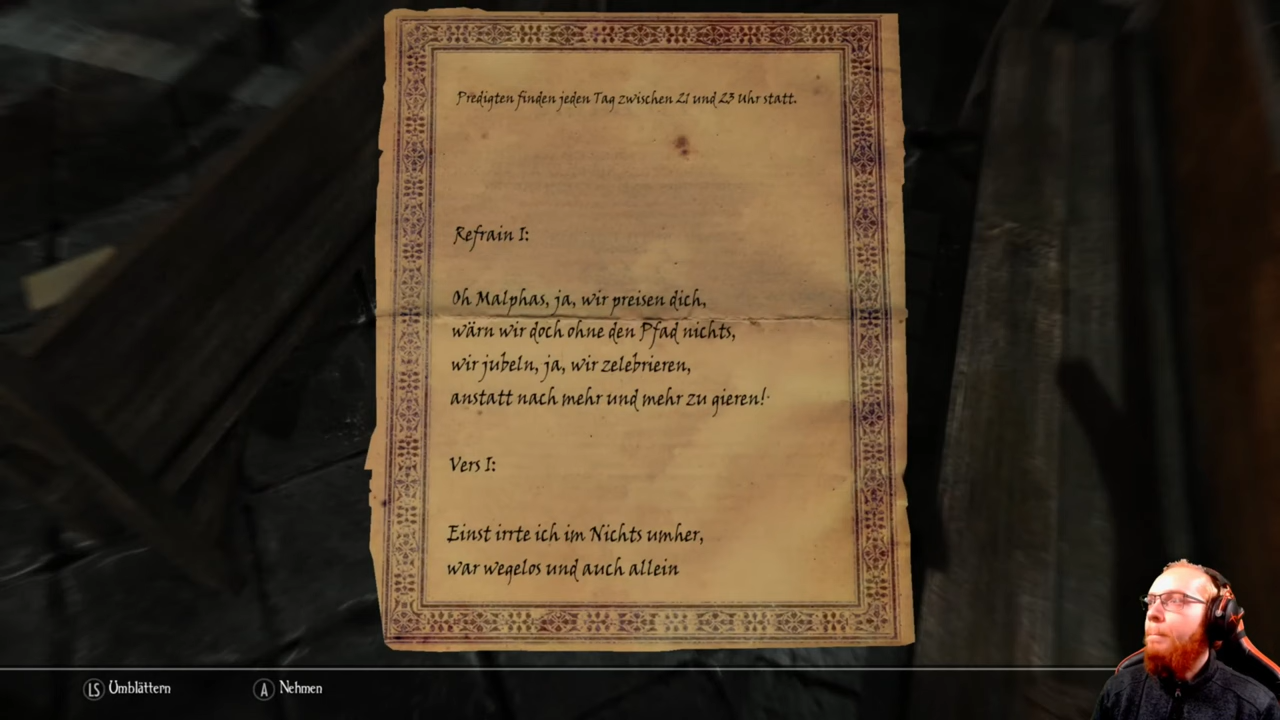 Predigten finden jeden Tag zwischen 21 und 23 Uhr statt.
Refrain I:
Oh Malphas, ja, wir preisen dich,
wärn wir doch ohne den Pfad nichts,
wir jubeln, ja, wir zelebrieren,
anstatt nach mehr und mehr zu gieren!
Vers I:
Einst irrte ich im Nichts umher,
war wegelos und auch allein
LS Umblättern
A Nehmen